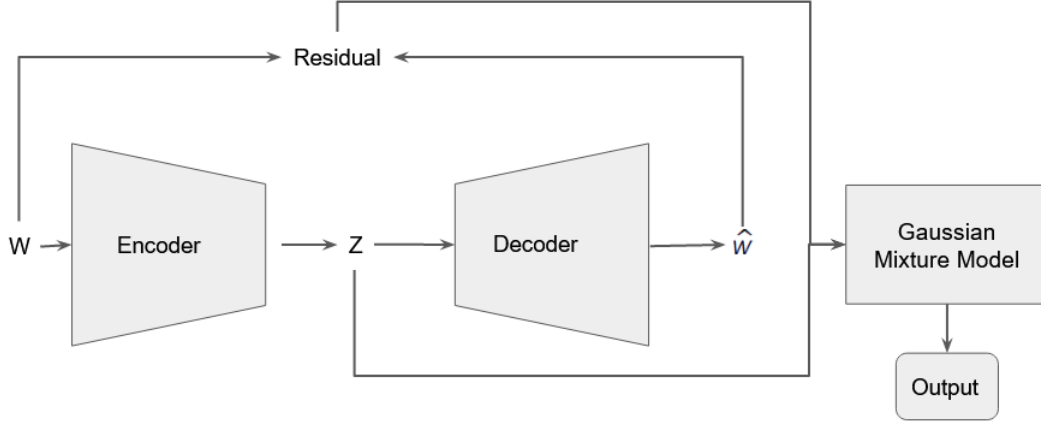 Residual
W
Encoder
Z
Decoder
ŵ
Gaussian
Mixture Model
Output